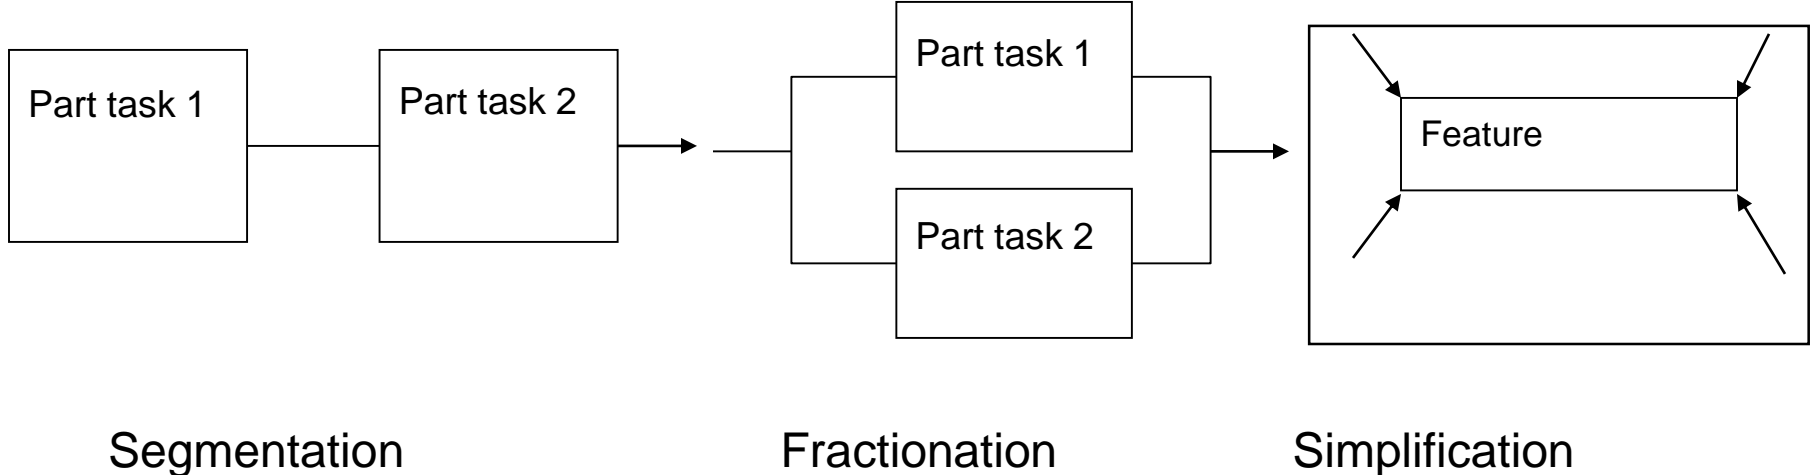 Part task 1
Part task 2
Part task 1
Part task 2
Feature
Segmentation
Fractionation
Simplification